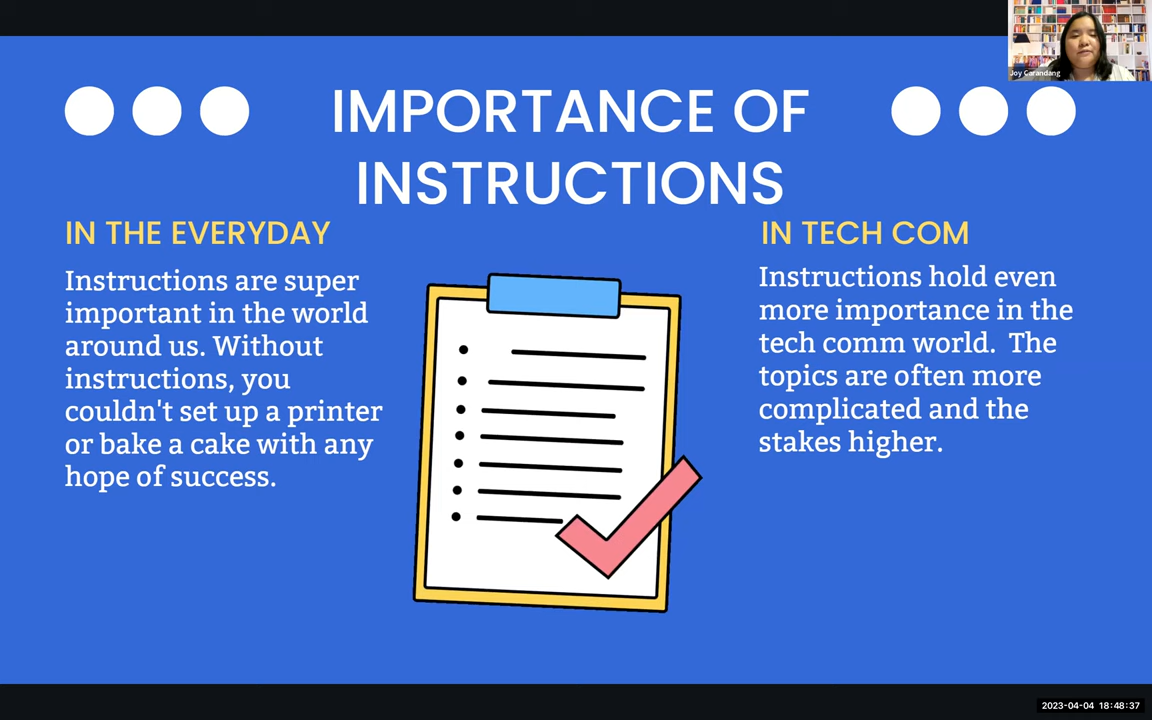 Joy Carandang
IMPORTANCE OF
INSTRUCTIONS
IN THE EVERYDAY
Instructions are super
important in the world
around us. Without
instructions, you
couldn't set up a printer
or bake a cake with any
hope of success.
IN TECH COM
Instructions hold even
more importance in the
tech comm world. The
topics are often more
complicated and the
stakes higher.
2023-04-04 18:48:37